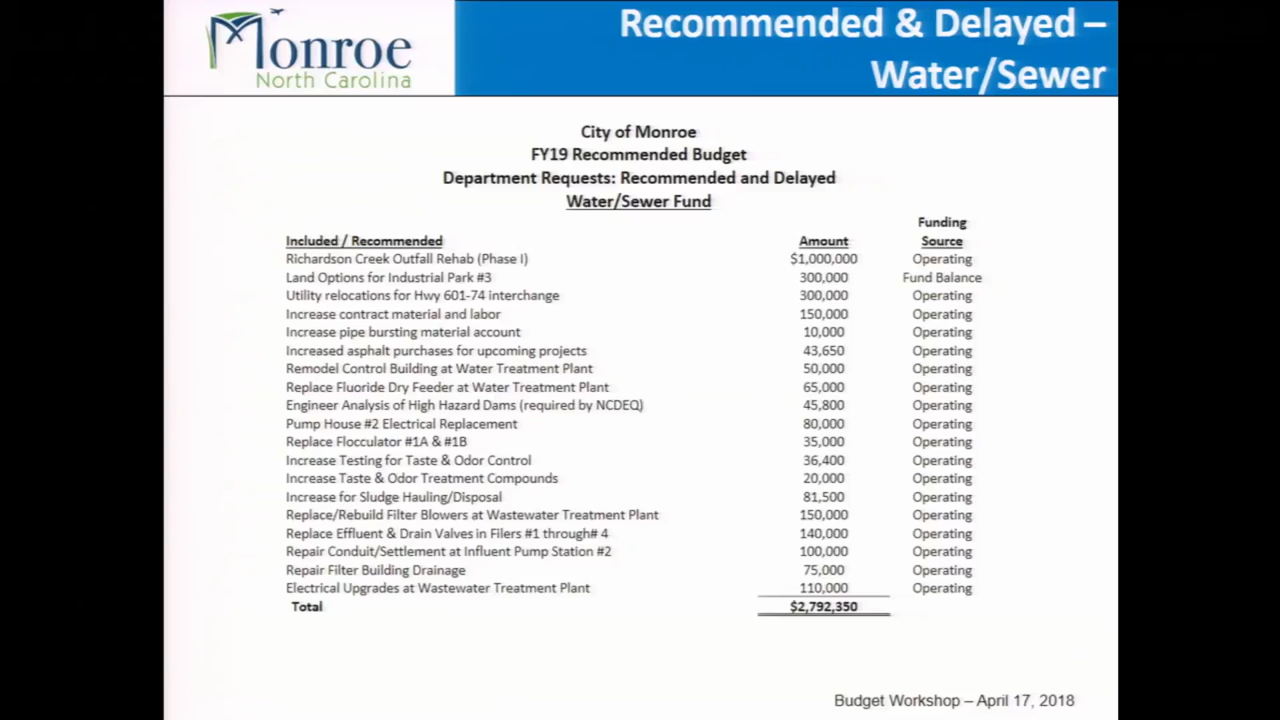 Monroe
North Carolina
Recommended & Delayed –
Water/Sewer
City of Monroe
FY19 Recommended Budget
Department Requests: Recommended and Delayed
Water/Sewer Fund
Funding
Included / Recommended Amount Source
Richardson Creek Outfall Rehab (Phase I) $1,000,000 Operating
Land Options for Industrial Park #3 300,000 Fund Balance
Utility relocations for Hwy 601-74 interchange 300,000 Operating
Increase contract material and labor 150,000 Operating
Increase pipe bursting material account 10,000 Operating
Increased asphalt purchases for upcoming projects 43,650 Operating
Remodel Control Building at Water Treatment Plant 50,000 Operating
Replace Fluoride Dry Feeder at Water Treatment Plant 65,000 Operating
Engineer Analysis of High Hazard Dams (required by NCDEQ) 45,800 Operating
Pump House #2 Electrical Replacement 80,000 Operating
Replace Flocculator #1A & #1B 35,000 Operating
Increase Testing for Taste & Odor Control 36,400 Operating
Increase Taste & Odor Treatment Compounds 20,000 Operating
Increase for Sludge Hauling/Disposal 81,500 Operating
Replace/Rebuild Filter Blowers at Wastewater Treatment Plant 150,000 Operating
Replace Effluent & Drain Valves in Filers #1 through# 4 140,000 Operating
Repair Conduit/Settlement at Influent Pump Station #2 100,000 Operating
Repair Filter Building Drainage 75,000 Operating
Electrical Upgrades at Wastewater Treatment Plant 110,000 Operating
Total $2,792,350
Budget Workshop – April 17, 2018